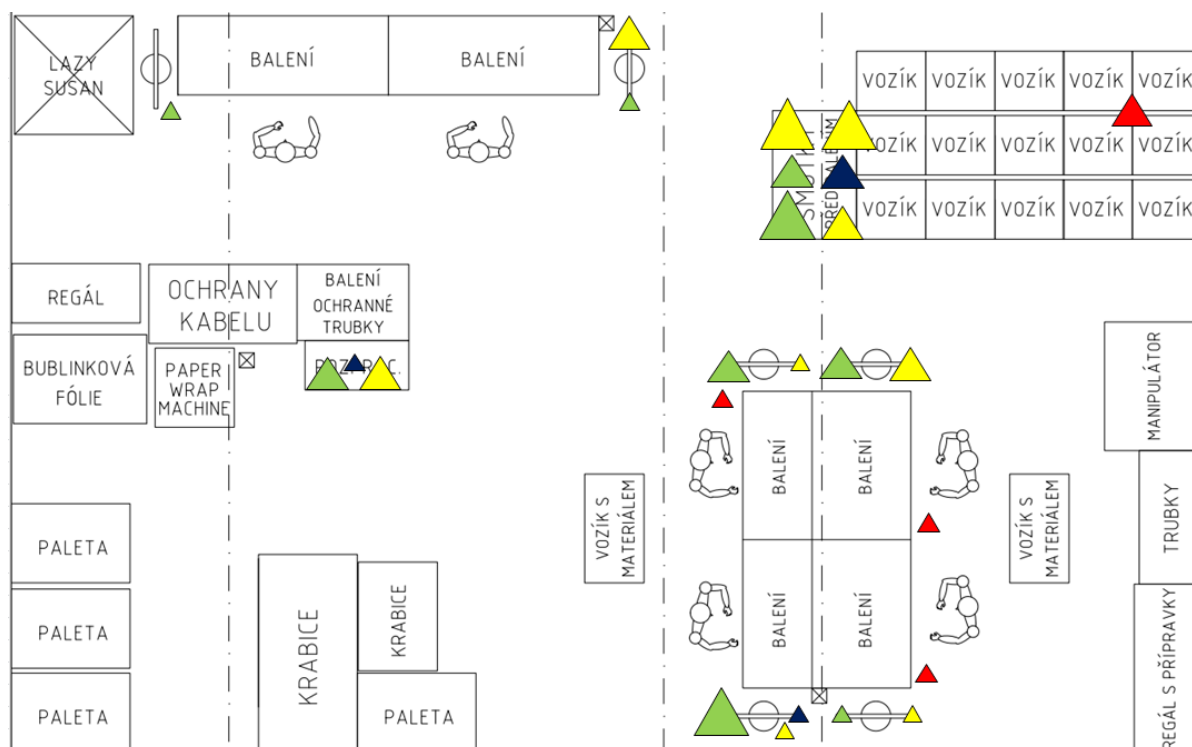 LAZY
SUSAN
BALENÍ
BALENÍ
VOZÍK VOZÍK VOZÍK VOZÍK VOZÍK
VOZÍK VOZÍK VOZÍK VOZÍK VOZÍK
VOZÍK VOZÍK VOZÍK VOZÍK VOZÍK
REGÁL
OCHRANY
KABELU
BALENÍ
OCHRANNÉ
TRUBKY
BUBLINKOVÁ
FÓLIE
PAPER
WRAP
MACHINE
MANIPULÁTOR
BALENÍ
BALENÍ
VOZÍK S
MATERIÁLEM
VOZÍK S
MATERIÁLEM
TRUBKY
PALETA
PALETA
PALETA
KRABICE
KRABICE
PALETA
BALENÍ
BALENÍ
REGÁL S PŘÍPRAVKY